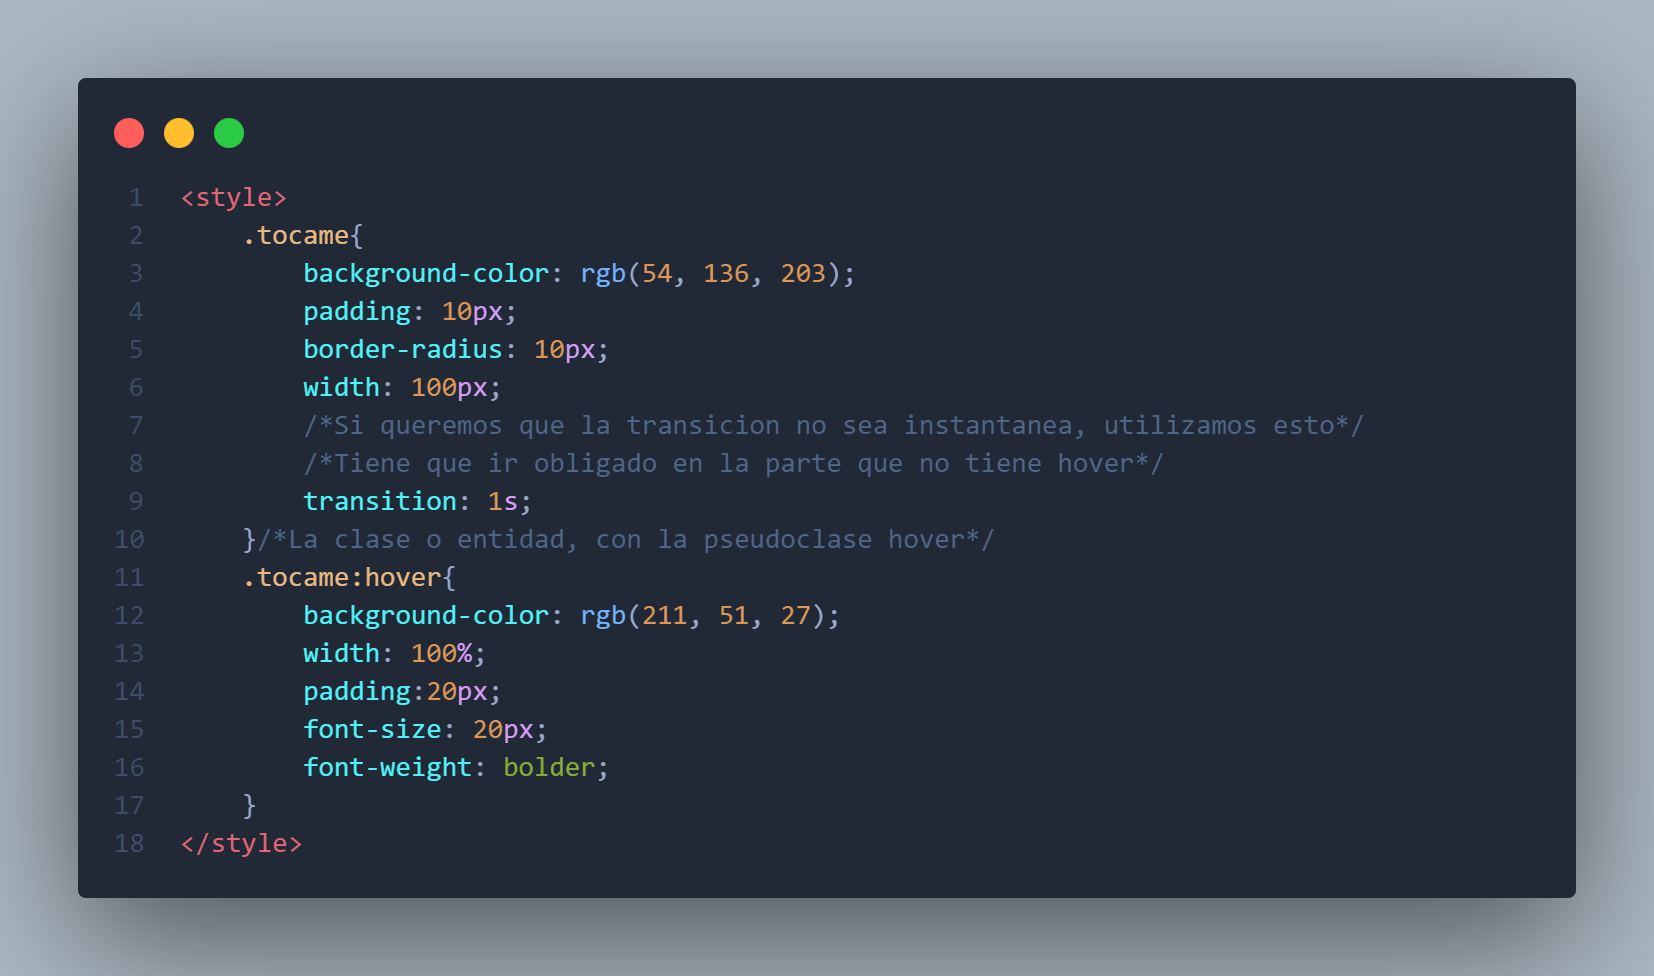 1 <style>
2 .tocame{
3 background-color: rgb(54, 136, 203);
4 padding: 10px;
5 border-radius: 10px;
6 width: 100px;
7 /*Si queremos que la transicion no sea instantanea, utilizamos esto*/
8 /*Tiene que ir obligado en la parte que no tiene hover*/
9 transition: 1s;
10 }/*La clase o entidad, con la pseudoclase hover*/
11 .tocame:hover{
12 background-color: rgb(211, 51, 27);
13 width: 100%;
14 padding:20px;
15 font-size: 20px;
16 font-weight: bolder;
17 }
18 </style>